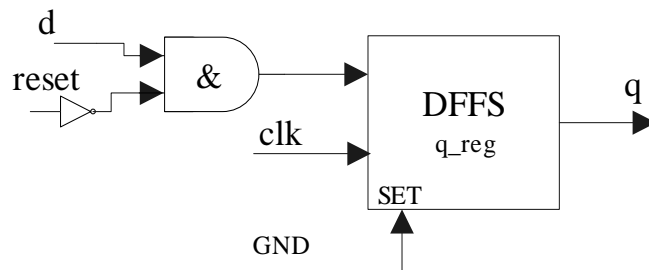 d
reset
&
clk
DFFS
q_reg
SET
q
GND